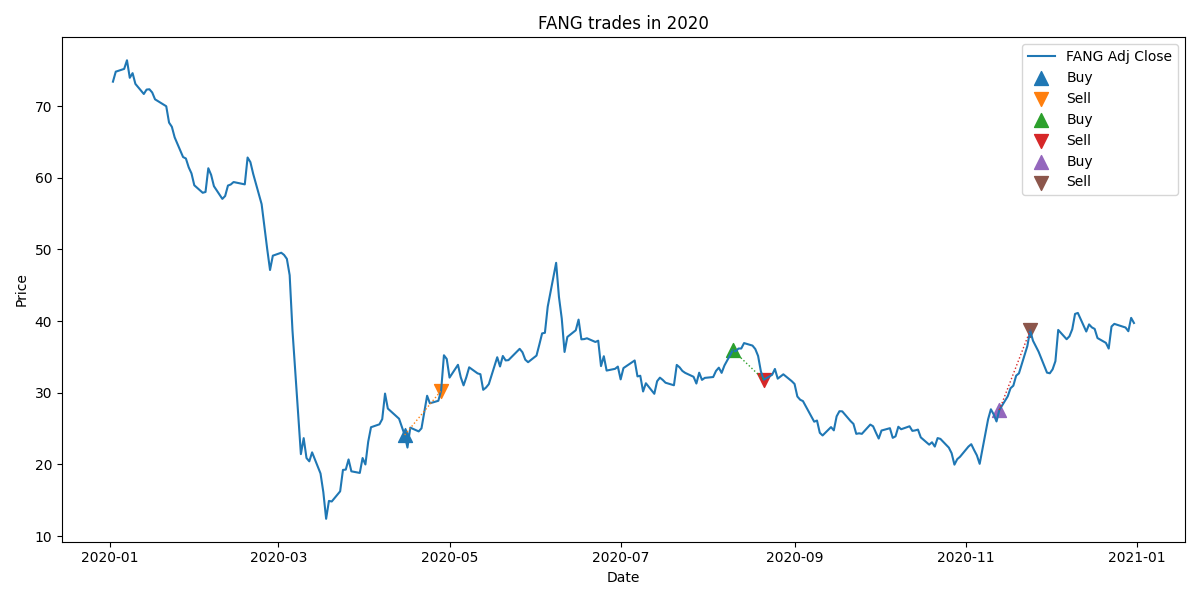 FANG trades in 2020
FANG Adj Close
Buy
Sell
Buy
Sell
Buy
Sell
Price
70
60
50
40
30
20
10
2020-01
2020-03
2020-05
2020-07
2020-09
2020-11
2021-01
Date